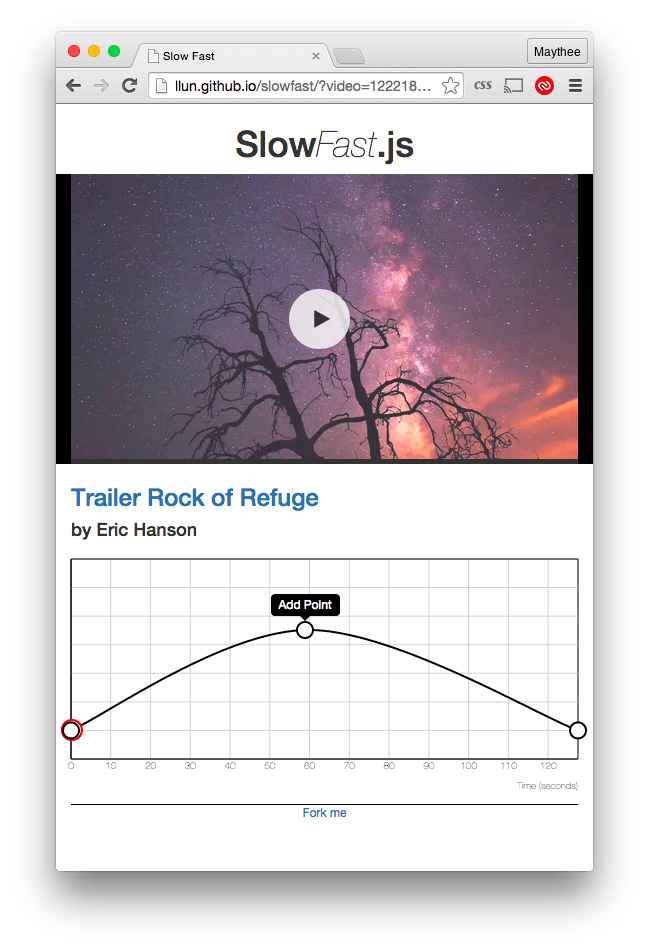 Slow Fast
Maythee
llun.github.io/slowfast/?video=122218...
css
SlowFast.js
Trailer Rock of Refuge
by Eric Hanson
Add Point
0 10 20 30 40 50 60 70 80 90 100 110 120
Time (seconds)
Fork me